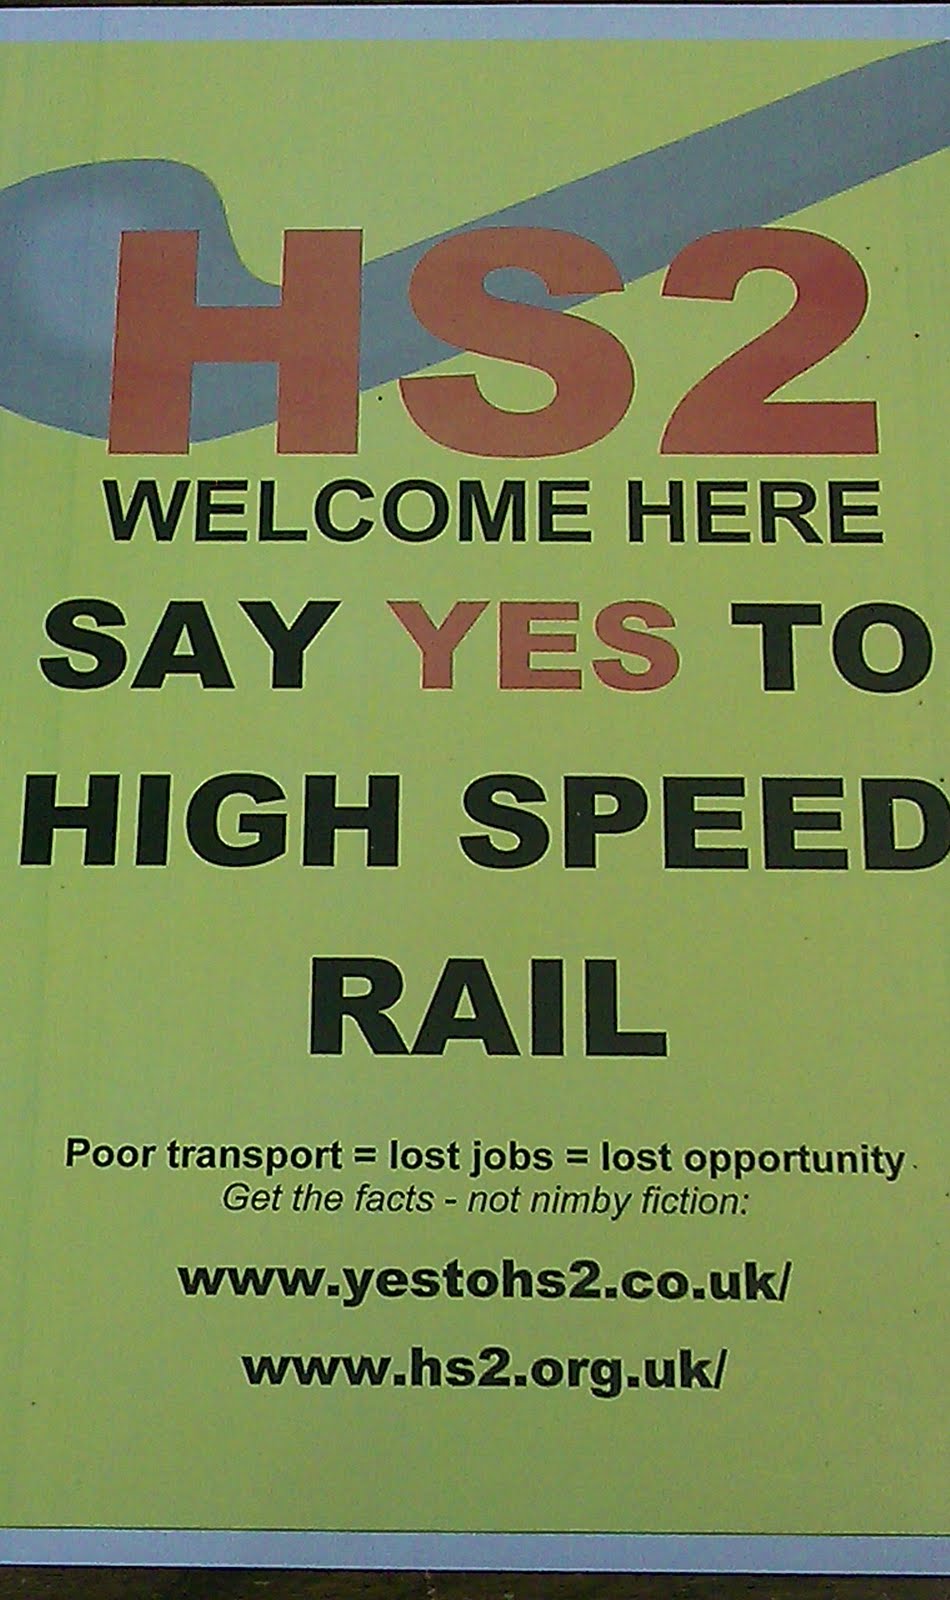 HS2
WELCOME HERE
SAY YES TO
HIGH SPEED
RAIL
Poor transport = lost jobs = lost opportunity
Get the facts - not nimby fiction:
www.yestohs2.co.uk/
www.hs2.org.uk/